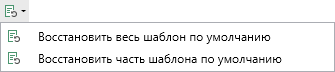 Восстановить весь шаблон по умолчанию
Восстановить часть шаблона по умолчанию